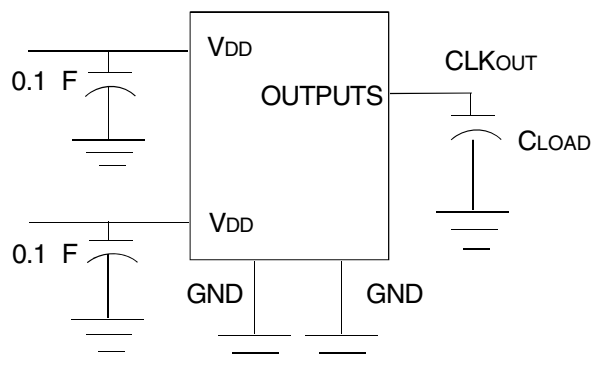 VDD
CLKOUT
0.1 F
OUTPUTS
CLOAD
VDD
0.1 F
GND
GND